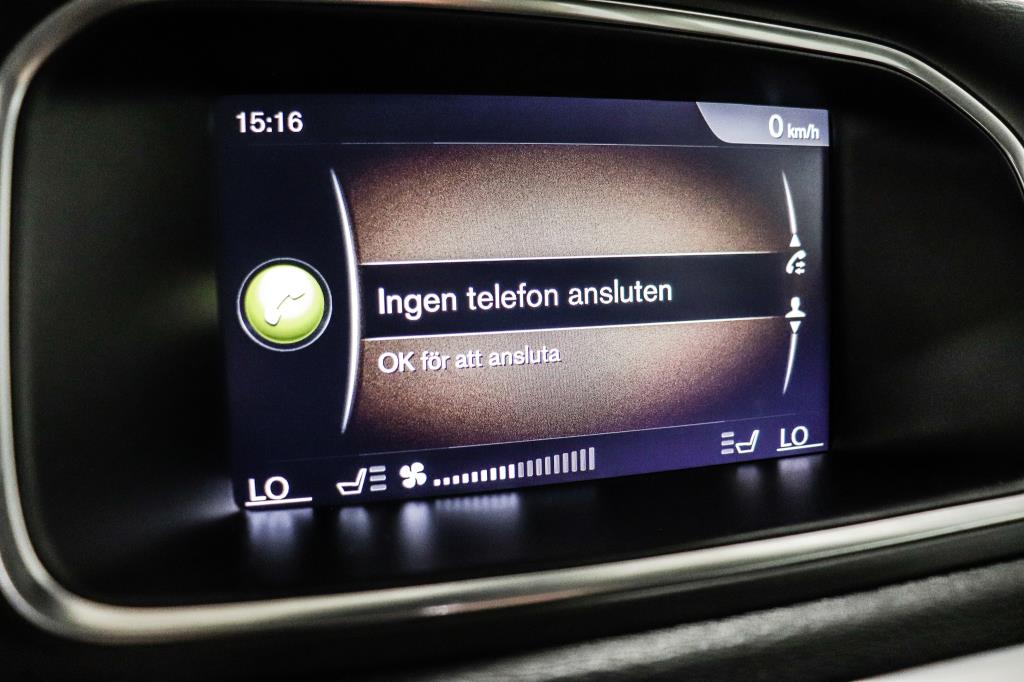 15:16
0 km/h
Ingen telefon ansluten
OK för att ansluta
LO
LO